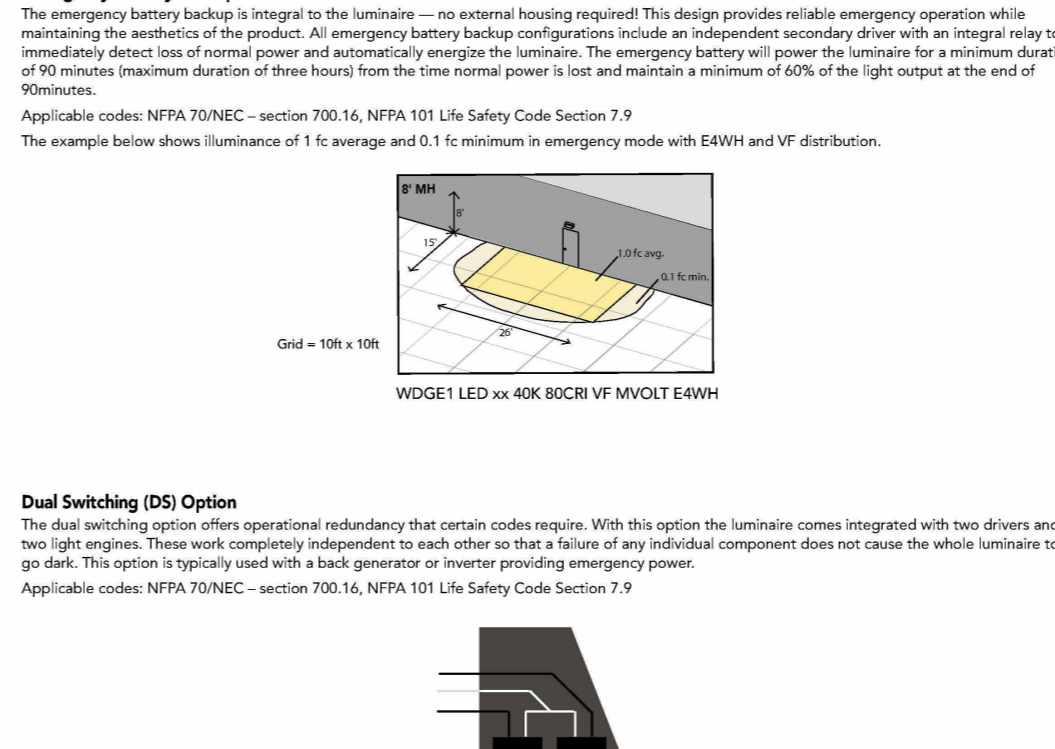 The emergency battery backup is integral to the luminaire — no external housing required! This design provides reliable emergency operation while
maintaining the aesthetics of the product. All emergency battery backup configurations include an independent secondary driver with an integral relay to
immediately detect loss of normal power and automatically energize the luminaire. The emergency battery will power the luminaire for a minimum durati
of 90 minutes (maximum duration of three hours) from the time normal power is lost and maintain a minimum of 60% of the light output at the end of
90minutes.
Applicable codes: NFPA 70/NEC – section 700.16, NFPA 101 Life Safety Code Section 7.9
The example below shows illuminance of 1 fc average and 0.1 fc minimum in emergency mode with E4WH and VF distribution.
8' MH
8'
15'
1.0 fc avg.
0.1 fc min.
26'
Grid = 10ft x 10ft
WDGE1 LED xx 40K 80CRI VF MVOLT E4WH
Dual Switching (DS) Option
The dual switching option offers operational redundancy that certain codes require. With this option the luminaire comes integrated with two drivers and
two light engines. These work completely independent to each other so that a failure of any individual component does not cause the whole luminaire to
go dark. This option is typically used with a back generator or inverter providing emergency power.
Applicable codes: NFPA 70/NEC – section 700.16, NFPA 101 Life Safety Code Section 7.9